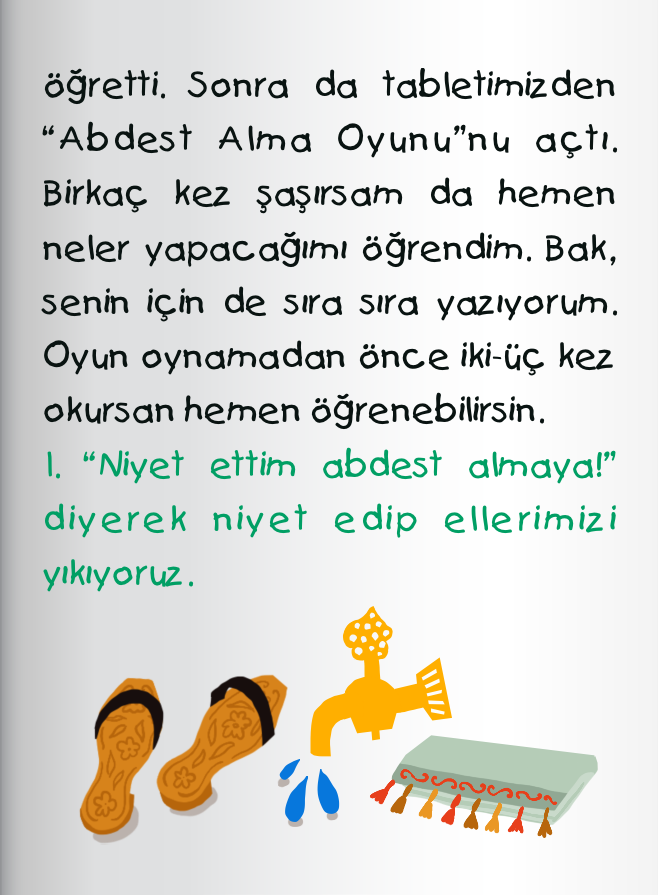 öğretti. Sonra da tabletimizden
“Abdest Alma Oyunu”nu açtı.
Birkaç kez şaşırsam da hemen
neler yapacağımı öğrendim. Bak,
senin için de sıra sıra yazıyorum.
Oyun oynamadan önce iki-üç kez
okursan hemen öğrenebilirsin.
1. “Niyet ettim abdest almaya!”
diyerek niyet edip ellerimizi
yıkıyoruz.